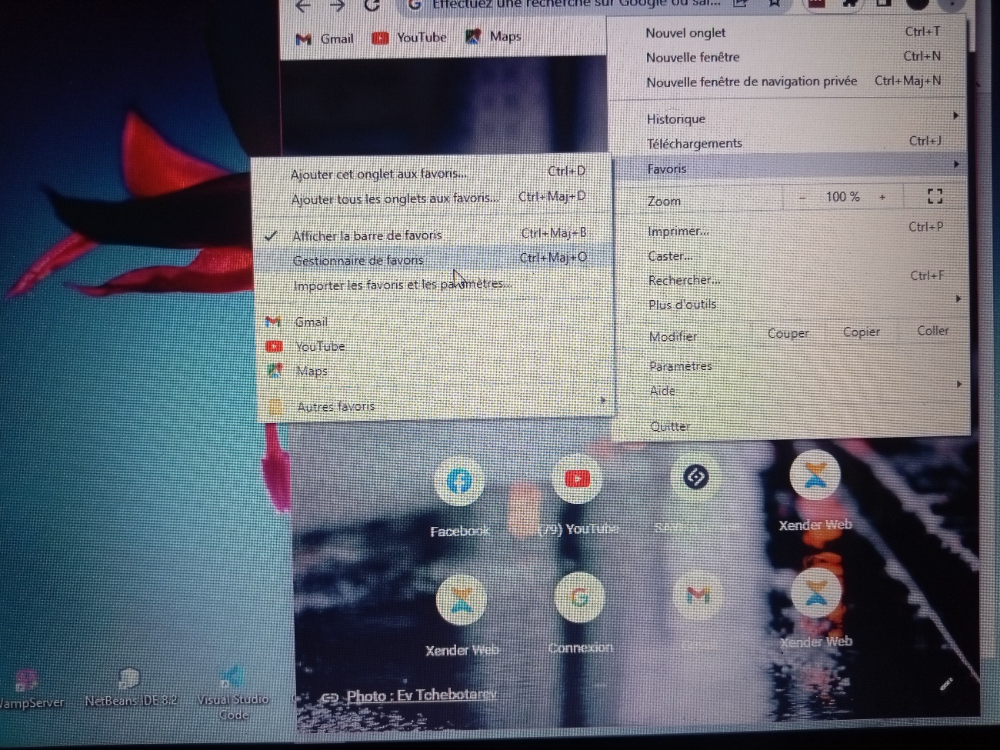 Effectuez une recherche sur Google ou sai...
Gmail YouTube Maps
Nouvel onglet Ctrl+T
Nouvelle fenêtre Ctrl+N
Nouvelle fenêtre de navigation privée Ctrl+Maj+N
Historique
Téléchargements Ctrl+J
Favoris
Zoom − 100 % +
Imprimer... Ctrl+P
Caster...
Rechercher... Ctrl+F
Plus d'outils
Modifier Couper Copier Coller
Paramètres
Aide
Quitter
Ajouter cet onglet aux favoris... Ctrl+D
Ajouter tous les onglets aux favoris... Ctrl+Maj+D
Afficher la barre de favoris Ctrl+Maj+B
Gestionnaire de favoris Ctrl+Maj+O
Importer les favoris et les paramètres...
Gmail
YouTube
Maps
Autres favoris
Facebook (79) YouTube Xender Web
Xender Web Connexion Gmail Xender Web
Photo : Ev Tchebotarev
WampServer NetBeans IDE 8.2 Visual Studio
Code